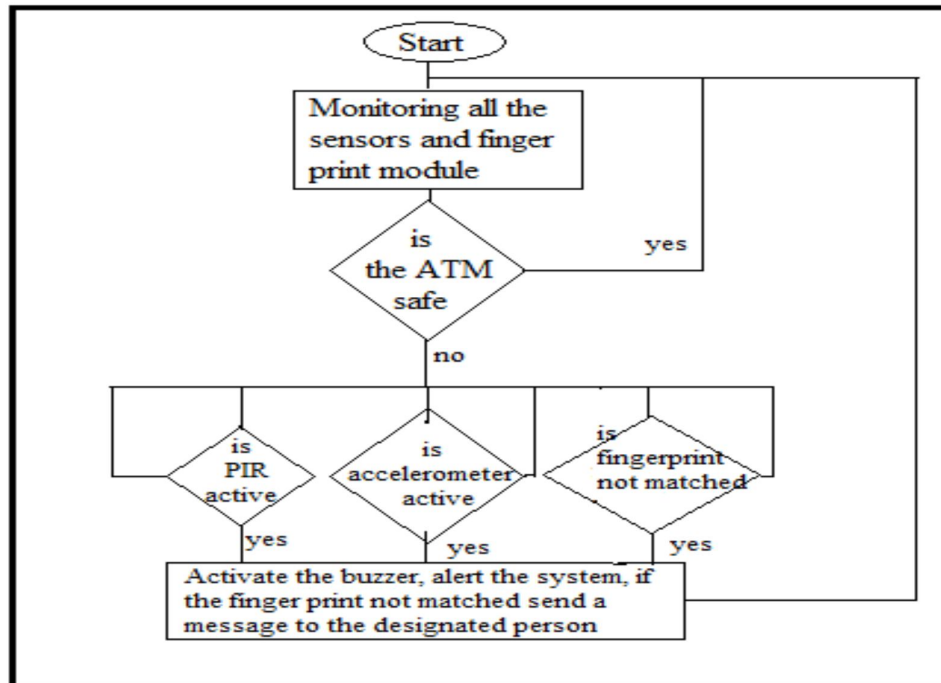 Start
Monitoring all the
sensors and finger
print module
is
the ATM
safe
yes
no
is
PIR
active
is
accelerometer
active
is
fingerprint
not matched
yes
yes
yes
Activate the buzzer, alert the system, if
the finger print not matched send a
message to the designated person